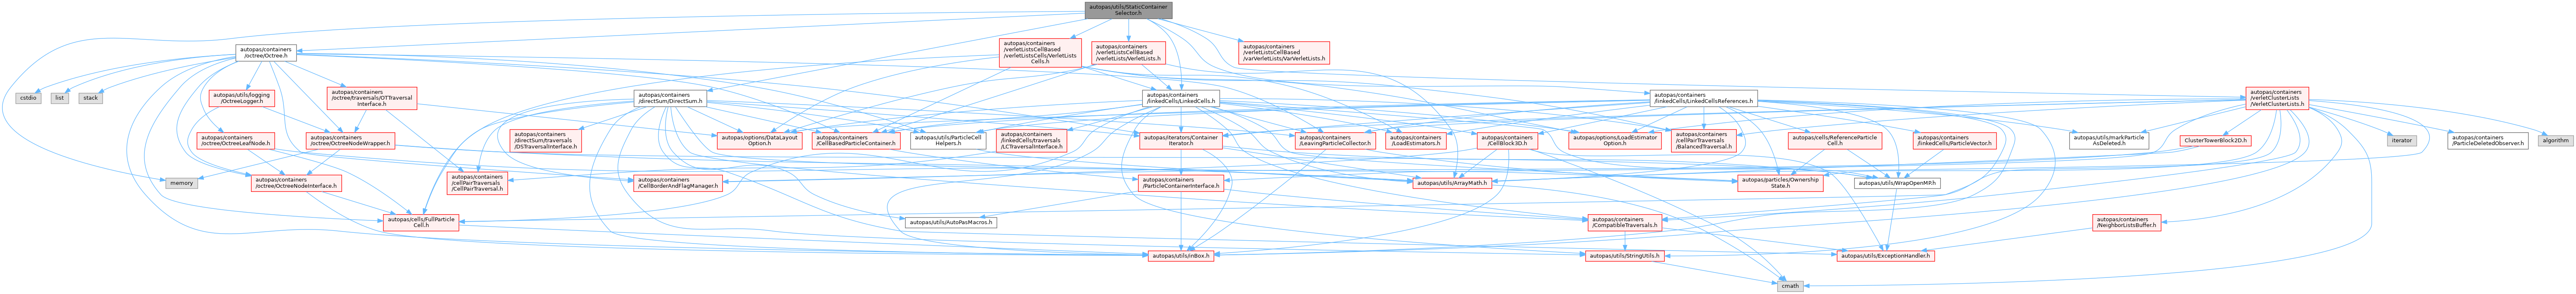 autopas/utils/StaticContainer
Selector.h
autopas/containers
/octree/Octree.h
autopas/containers
/verletListsCellBased
/verletListsCells/VerletLists
Cells.h
autopas/containers
/verletListsCellBased
/verletLists/VerletLists.h
autopas/containers
/verletListsCellBased
/varVerletLists/VarVerletLists.h
cstdio
list
stack
autopas/utils/logging
/OctreeLogger.h
autopas/containers
/octree/traversals/OTTraversal
Interface.h
autopas/containers
/directSum/DirectSum.h
autopas/containers
/linkedCells/LinkedCells.h
autopas/containers
/linkedCells/LinkedCellsReferences.h
autopas/containers
/verletClusterLists
/VerletClusterLists.h
autopas/containers
/octree/OctreeLeafNode.h
autopas/containers
/octree/OctreeNodeWrapper.h
autopas/containers
/directSum/traversals
/DSTraversalInterface.h
autopas/options/DataLayout
Option.h
autopas/containers
/CellBasedParticleContainer.h
autopas/utils/ParticleCell
Helpers.h
autopas/containers
/linkedCells/traversals
/LCTraversalInterface.h
autopas/iterators/Container
Iterator.h
autopas/containers
/LeavingParticleCollector.h
autopas/containers
/LoadEstimators.h
autopas/containers
/CellBlock3D.h
autopas/options/LoadEstimator
Option.h
autopas/containers
/cellPairTraversals
/BalancedTraversal.h
autopas/cells/ReferenceParticle
Cell.h
autopas/containers
/linkedCells/ParticleVector.h
autopas/utils/markParticle
AsDeleted.h
ClusterTowerBlock2D.h
iterator
autopas/containers
/ParticleDeletedObserver.h
algorithm
memory
autopas/containers
/octree/OctreeNodeInterface.h
autopas/containers
/cellPairTraversals
/CellPairTraversal.h
autopas/containers
/CellBorderAndFlagManager.h
autopas/containers
/ParticleContainerInterface.h
autopas/utils/ArrayMath.h
autopas/particles/Ownership
State.h
autopas/utils/WrapOpenMP.h
autopas/cells/FullParticle
Cell.h
autopas/utils/AutoPasMacros.h
autopas/containers
/CompatibleTraversals.h
autopas/containers
/NeighborListsBuffer.h
autopas/utils/inBox.h
autopas/utils/StringUtils.h
autopas/utils/ExceptionHandler.h
cmath